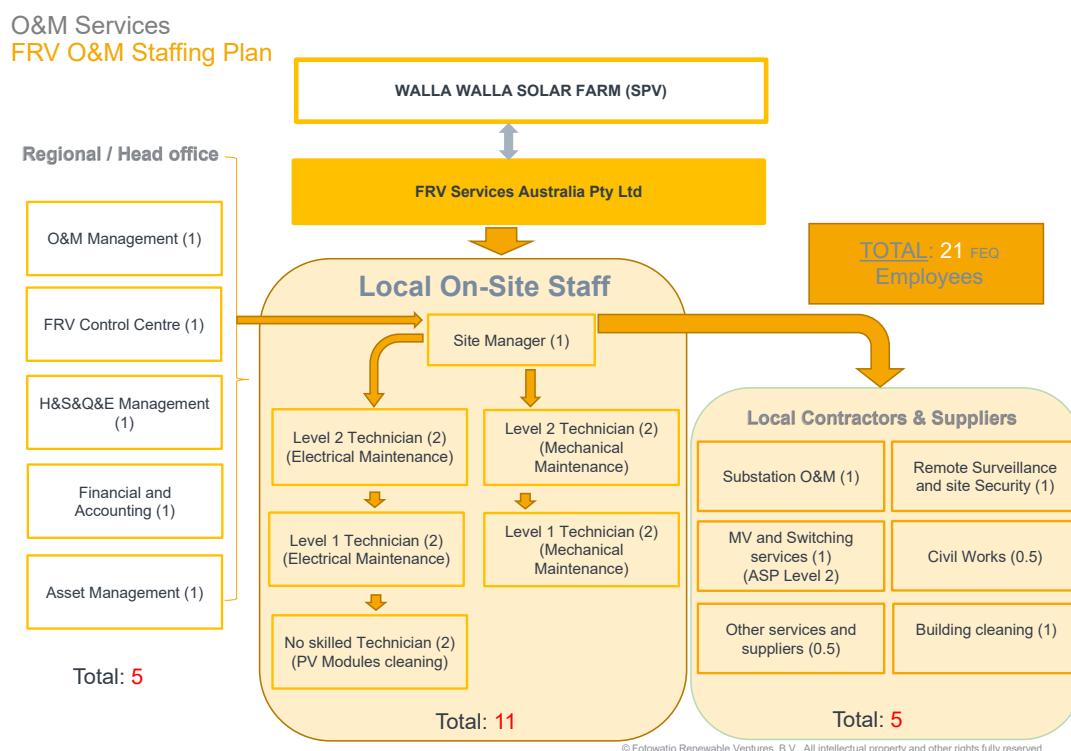 O&M Services
FRV O&M Staffing Plan
WALLA WALLA SOLAR FARM (SPV)
FRV Services Australia Pty Ltd
Regional / Head office
O&M Management (1)
FRV Control Centre (1)
H&S&Q&E Management
(1)
Financial and
Accounting (1)
Asset Management (1)
Total: 5
Local On-Site Staff
Site Manager (1)
Level 2 Technician (2)
(Electrical Maintenance)
Level 2 Technician (2)
(Mechanical
Maintenance)
Level 1 Technician (2)
(Electrical Maintenance)
Level 1 Technician (2)
(Mechanical
Maintenance)
No skilled Technician (2)
(PV Modules cleaning)
Total: 11
TOTAL: 21 FEQ
Employees
Local Contractors & Suppliers
Substation O&M (1)
Remote Surveillance
and site Security (1)
MV and Switching
services (1)
(ASP Level 2)
Civil Works (0.5)
Other services and
suppliers (0.5)
Building cleaning (1)
Total: 5
© Fotowatio Renewable Ventures, B.V.. All intellectual property and other rights fully reserved